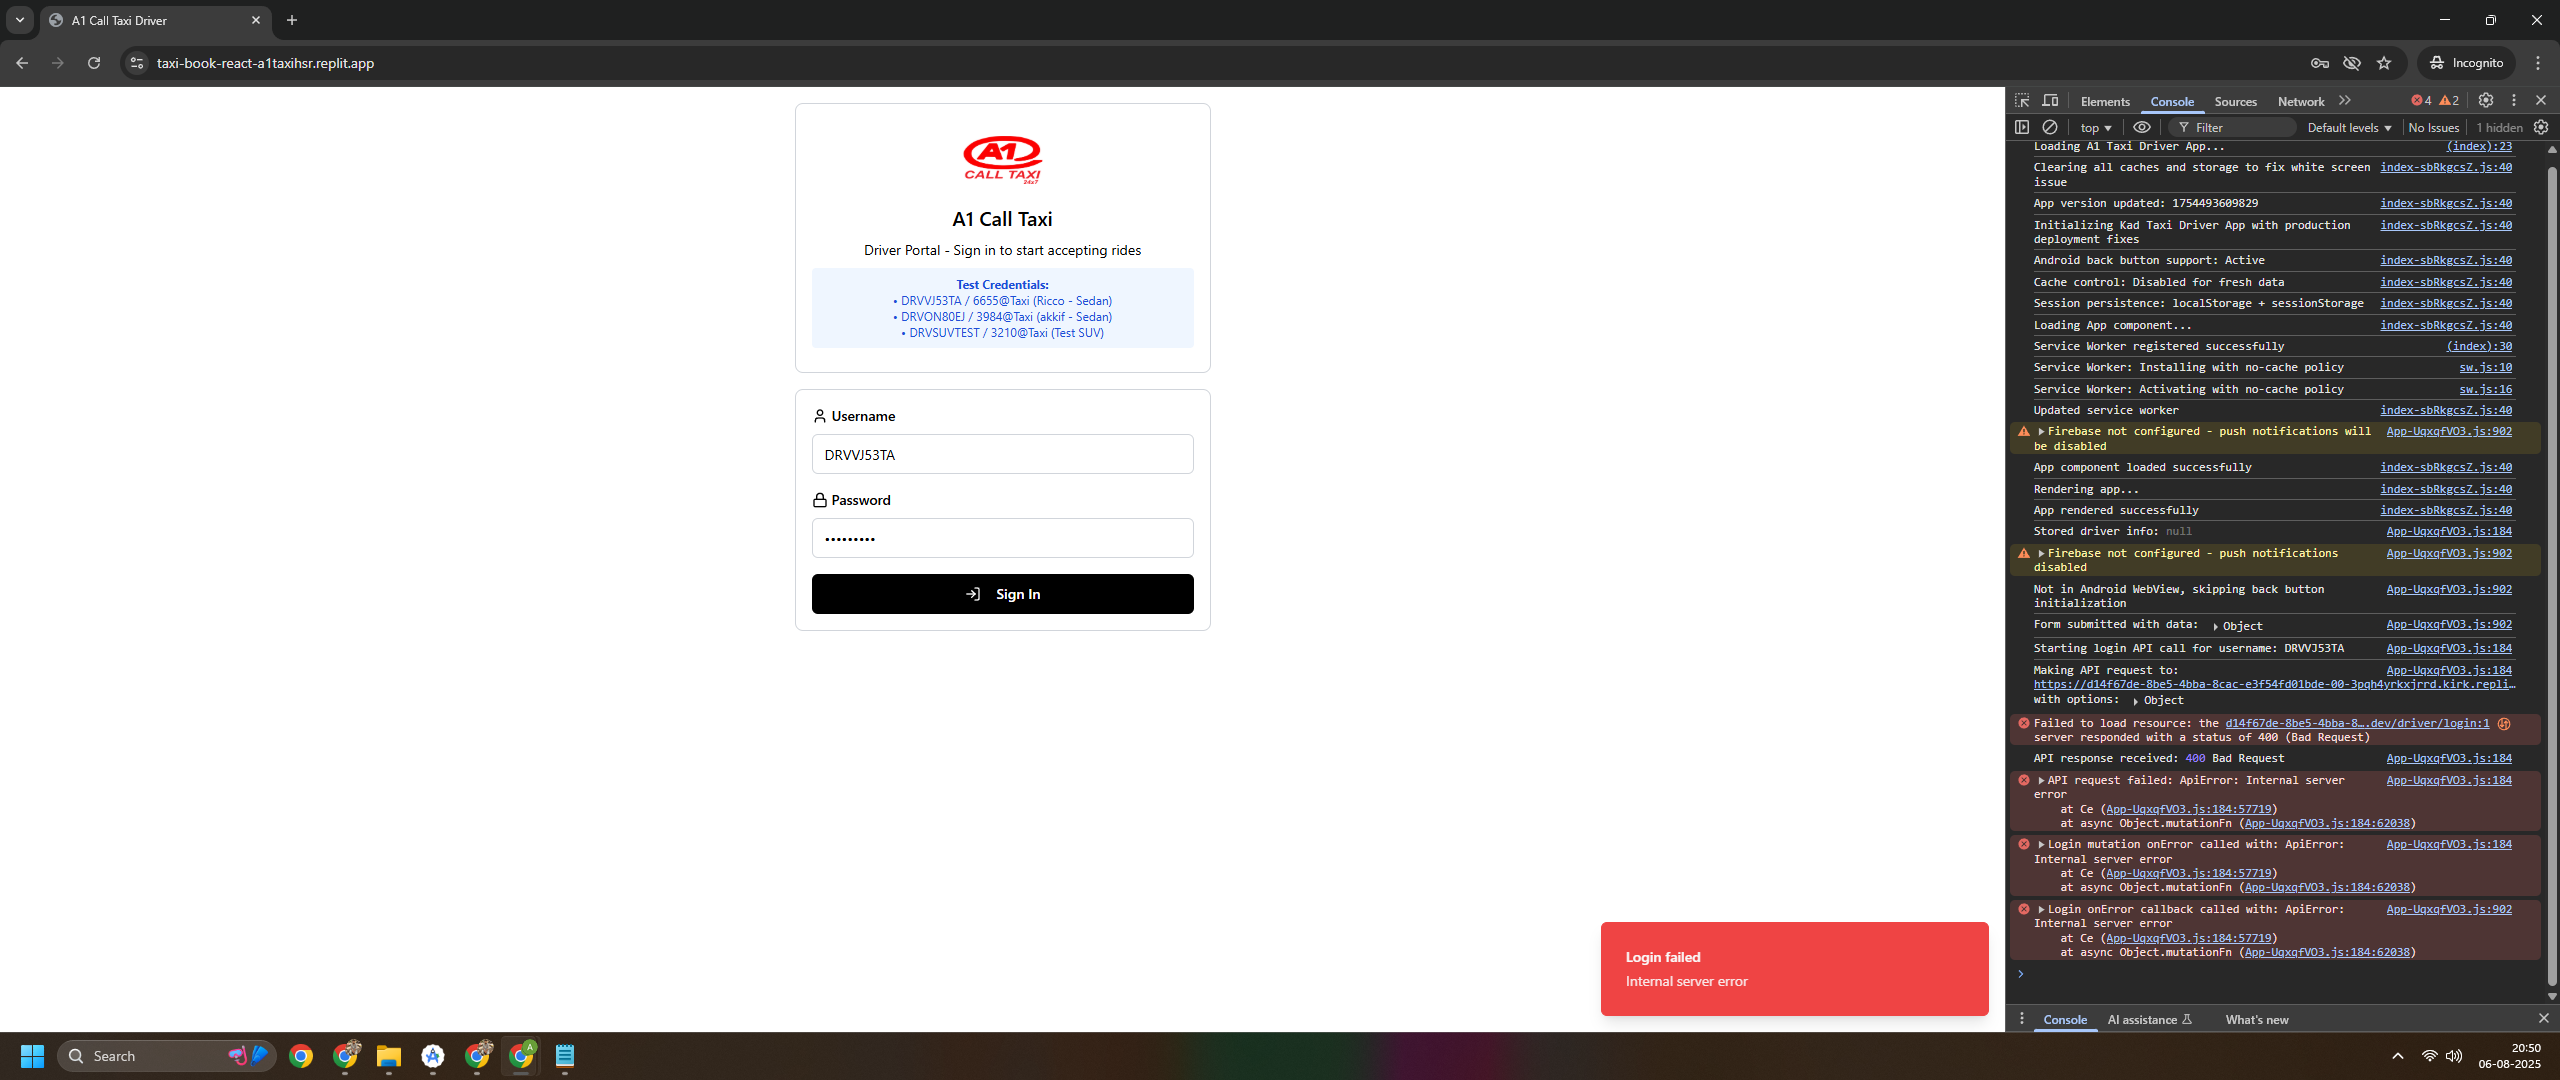 A1 Call Taxi Driver
taxi-book-react-a1taxihsr.replit.app
Incognito
A1
CALL TAXI
24x7
A1 Call Taxi
Driver Portal - Sign in to start accepting rides
Test Credentials:
• DRVVJ53TA / 6655@Taxi (Ricco - Sedan)
• DRVON80EJ / 3984@Taxi (akkif - Sedan)
• DRVSUVTEST / 3210@Taxi (Test SUV)
Username
DRVVJ53TA
Password
•••••••••
Sign In
Login failed
Internal server error
Elements Console Sources Network 4 2
top Filter Default levels No Issues 1 hidden
Loading A1 Taxi Driver App... (index):23
Clearing all caches and storage to fix white screen index-sbRkgcsZ.js:40
issue
App version updated: 1754493609829 index-sbRkgcsZ.js:40
Initializing Kad Taxi Driver App with production index-sbRkgcsZ.js:40
deployment fixes
Android back button support: Active index-sbRkgcsZ.js:40
Cache control: Disabled for fresh data index-sbRkgcsZ.js:40
Session persistence: localStorage + sessionStorage index-sbRkgcsZ.js:40
Loading App component... index-sbRkgcsZ.js:40
Service Worker registered successfully (index):30
Service Worker: Installing with no-cache policy sw.js:10
Service Worker: Activating with no-cache policy sw.js:16
Updated service worker index-sbRkgcsZ.js:40
Firebase not configured - push notifications will App-UqxqfVO3.js:902
be disabled
App component loaded successfully index-sbRkgcsZ.js:40
Rendering app... index-sbRkgcsZ.js:40
App rendered successfully index-sbRkgcsZ.js:40
Stored driver info: null App-UqxqfVO3.js:184
Firebase not configured - push notifications App-UqxqfVO3.js:902
disabled
Not in Android WebView, skipping back button App-UqxqfVO3.js:902
initialization
Form submitted with data: Object App-UqxqfVO3.js:902
Starting login API call for username: DRVVJ53TA App-UqxqfVO3.js:184
Making API request to: App-UqxqfVO3.js:184
https://d14f67de-8be5-4bba-8cac-e3f54fd01bde-00-3pqh4yrkxjrrd.kirk.repli…
with options: Object
Failed to load resource: the d14f67de-8be5-4bba-8….dev/driver/login:1
server responded with a status of 400 (Bad Request)
API response received: 400 Bad Request App-UqxqfVO3.js:184
API request failed: ApiError: Internal server App-UqxqfVO3.js:184
error
at Ce (App-UqxqfVO3.js:184:57719)
at async Object.mutationFn (App-UqxqfVO3.js:184:62038)
Login mutation onError called with: ApiError: App-UqxqfVO3.js:184
Internal server error
at Ce (App-UqxqfVO3.js:184:57719)
at async Object.mutationFn (App-UqxqfVO3.js:184:62038)
Login onError callback called with: ApiError: App-UqxqfVO3.js:902
Internal server error
at Ce (App-UqxqfVO3.js:184:57719)
at async Object.mutationFn (App-UqxqfVO3.js:184:62038)
Console AI assistance What's new
Search
20:50
06-08-2025